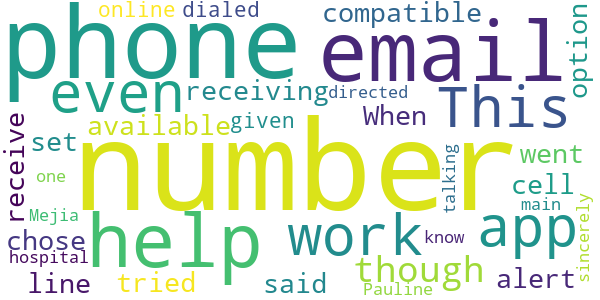 online dialed compatible option
phone email
even receiving directed This
available given When
set number talking went
receive cell
one main
Mejia help work app sincerely
chose know
hospital though
line tried said Pauline alert